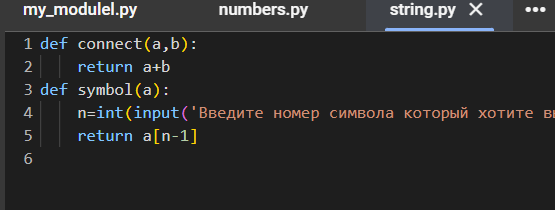 my_modulel.py numbers.py string.py
1 def connect(a,b):
2 return a+b
3 def symbol(a):
4 n=int(input('Введите номер символа который хотите
5 return a[n-1]
6